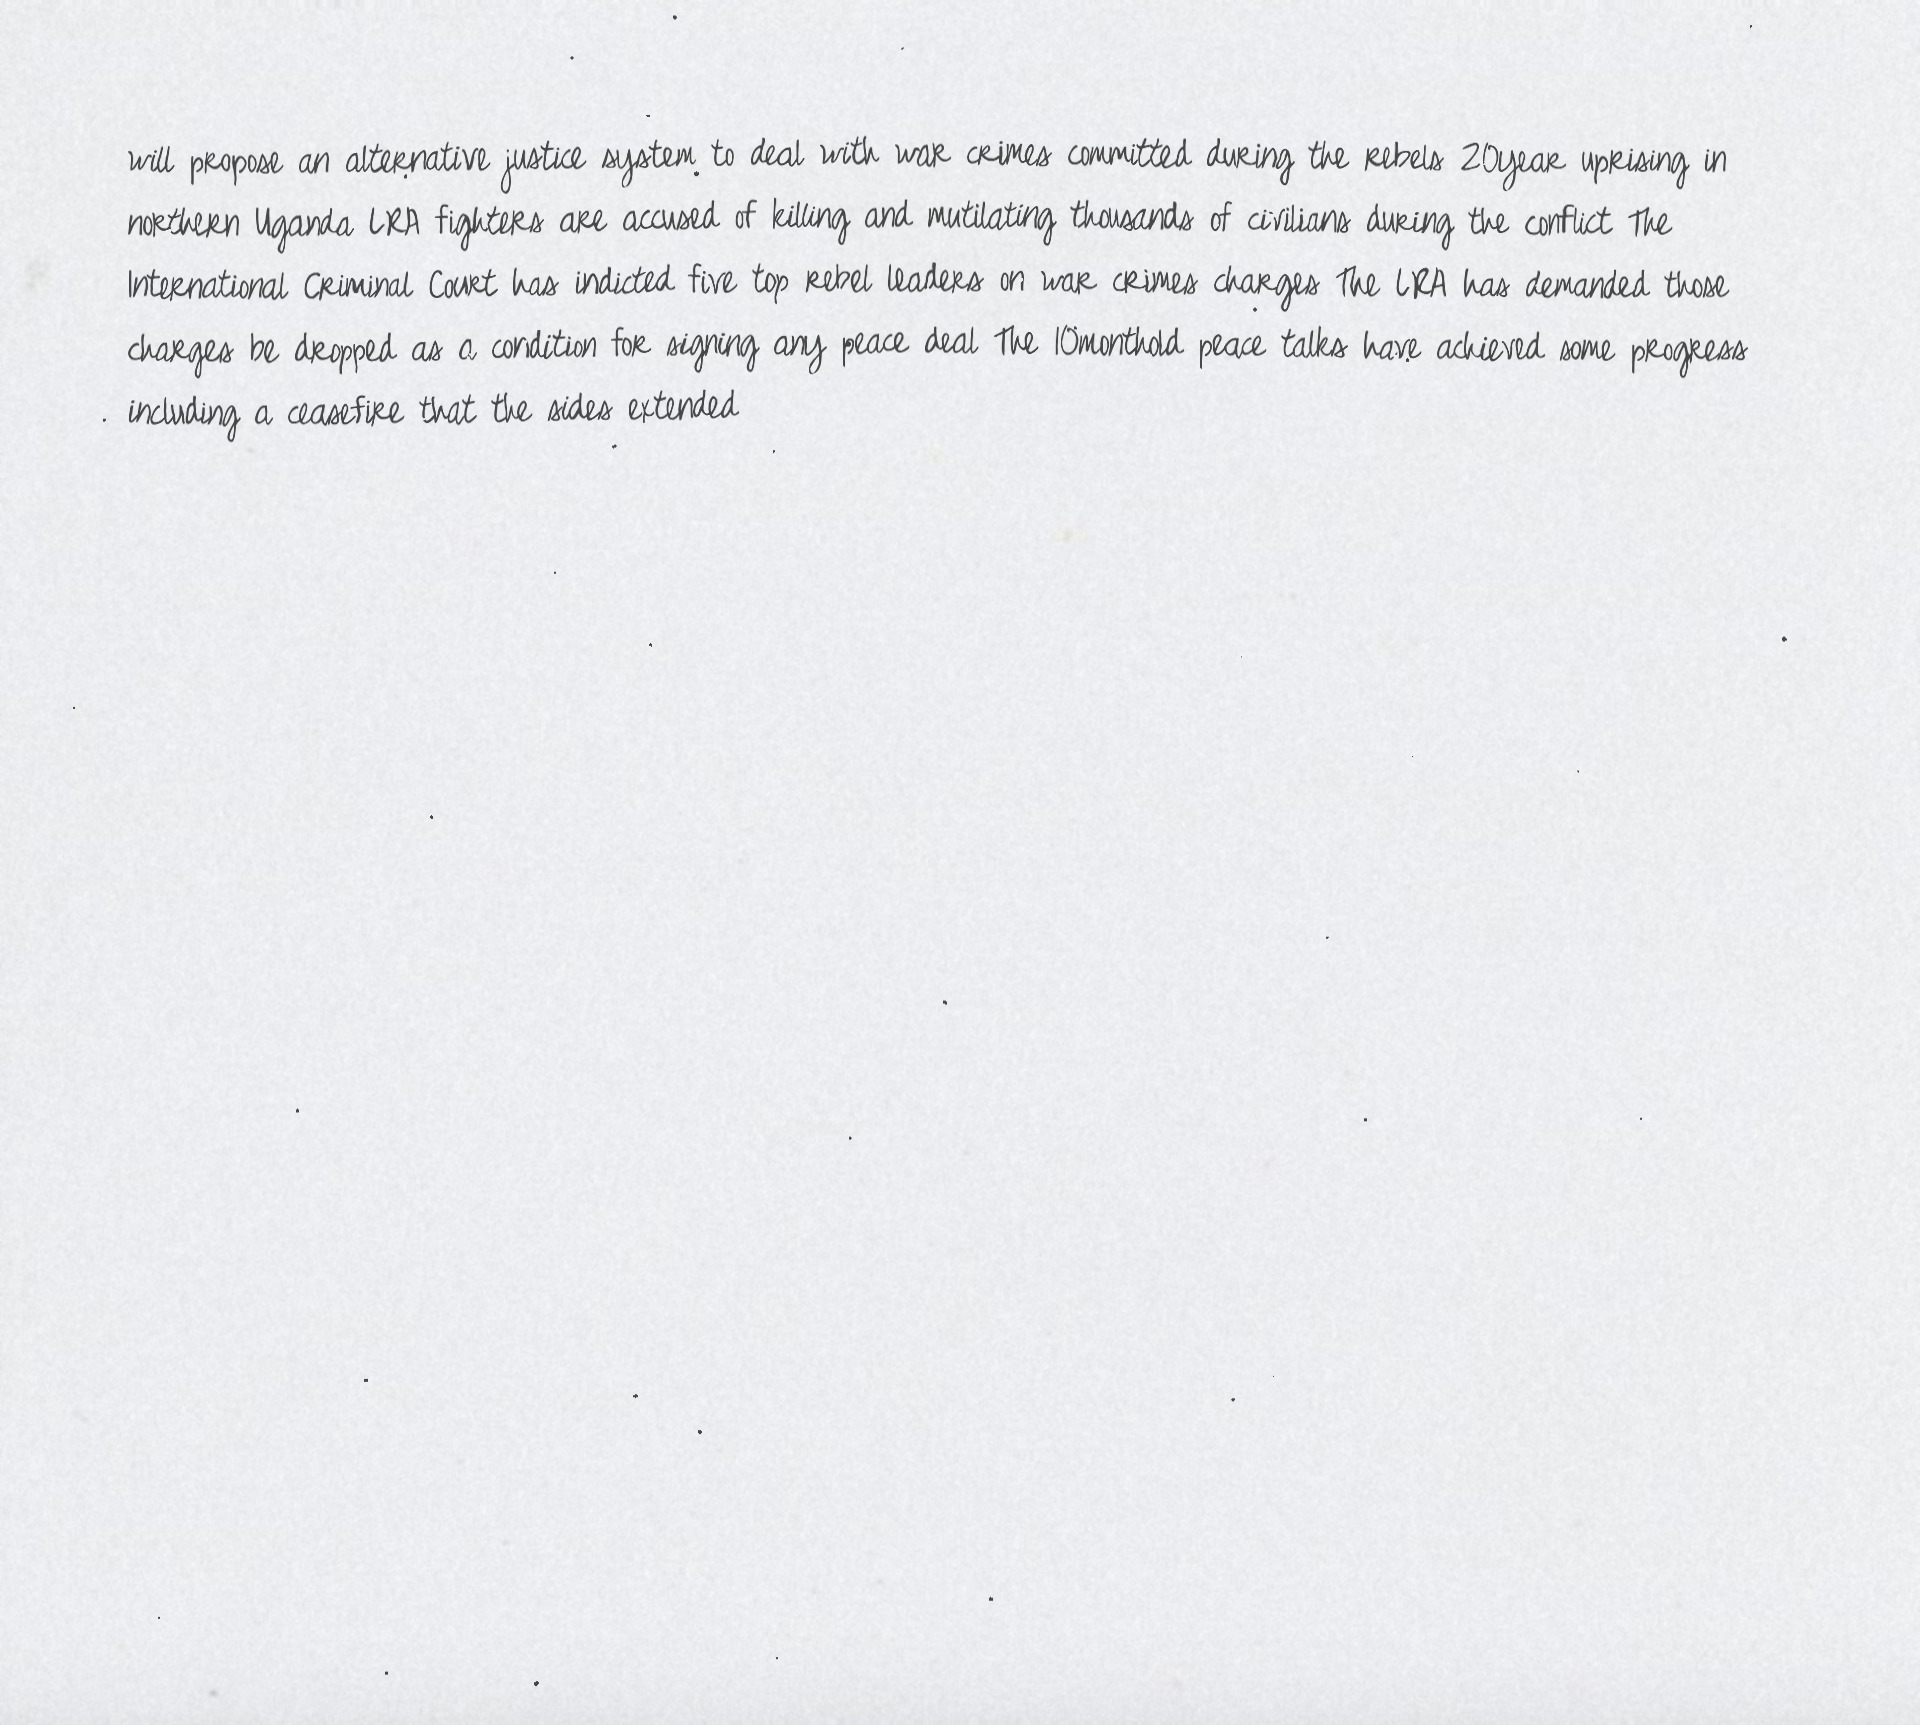 will propose an alternative justice system to deal with war crimes committed during the rebels 20year uprising in
northern Uganda LRA fighters are accused of killing and mutilating thousands of civilians during the conflict The
International Criminal Court has indicted five top rebel leaders on war crimes charges The LRA has demanded those
charges be dropped as a condition for signing any peace deal The 10monthold peace talks have achieved some progress
including a ceasefire that the sides extended